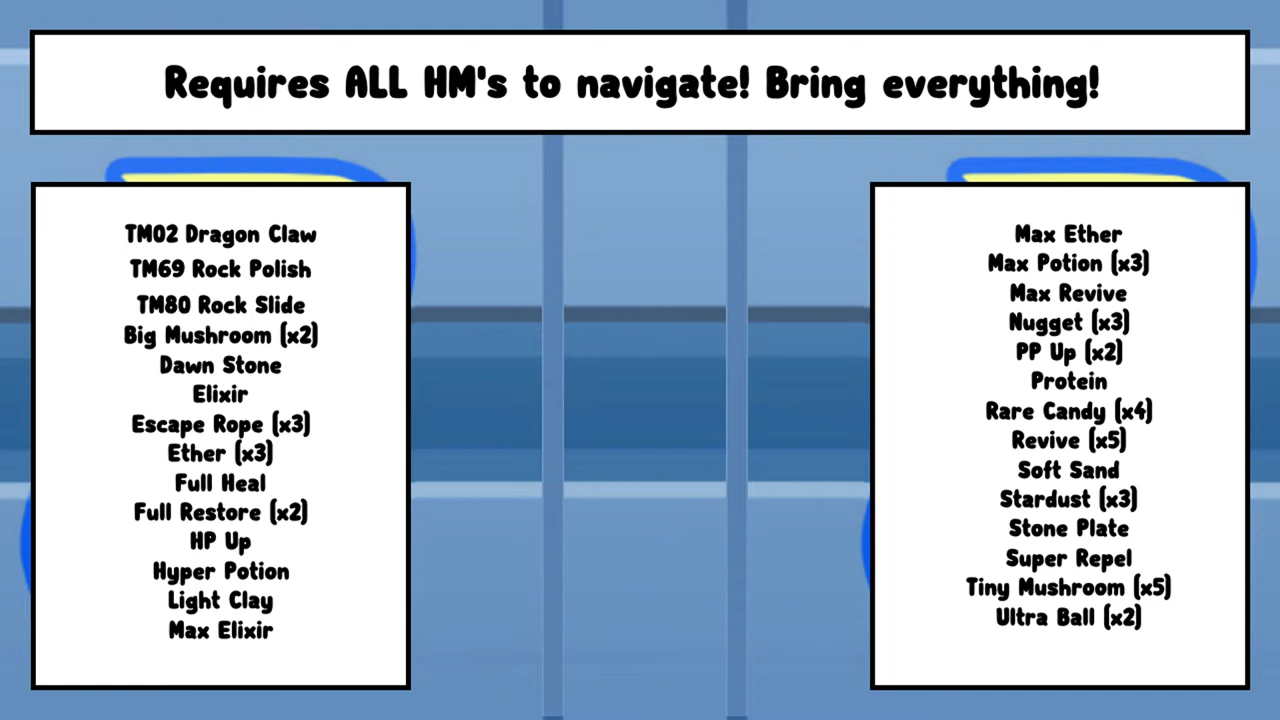 Requires ALL HM's to navigate! Bring everything!
TM02 Dragon Claw
TM69 Rock Polish
TM80 Rock Slide
Big Mushroom (x2)
Dawn Stone
Elixir
Escape Rope (x3)
Ether (x3)
Full Heal
Full Restore (x2)
HP Up
Hyper Potion
Light Clay
Max Elixir
Max Ether
Max Potion (x3)
Max Revive
Nugget (x3)
PP Up (x2)
Protein
Rare Candy (x4)
Revive (x5)
Soft Sand
Stardust (x3)
Stone Plate
Super Repel
Tiny Mushroom (x5)
Ultra Ball (x2)